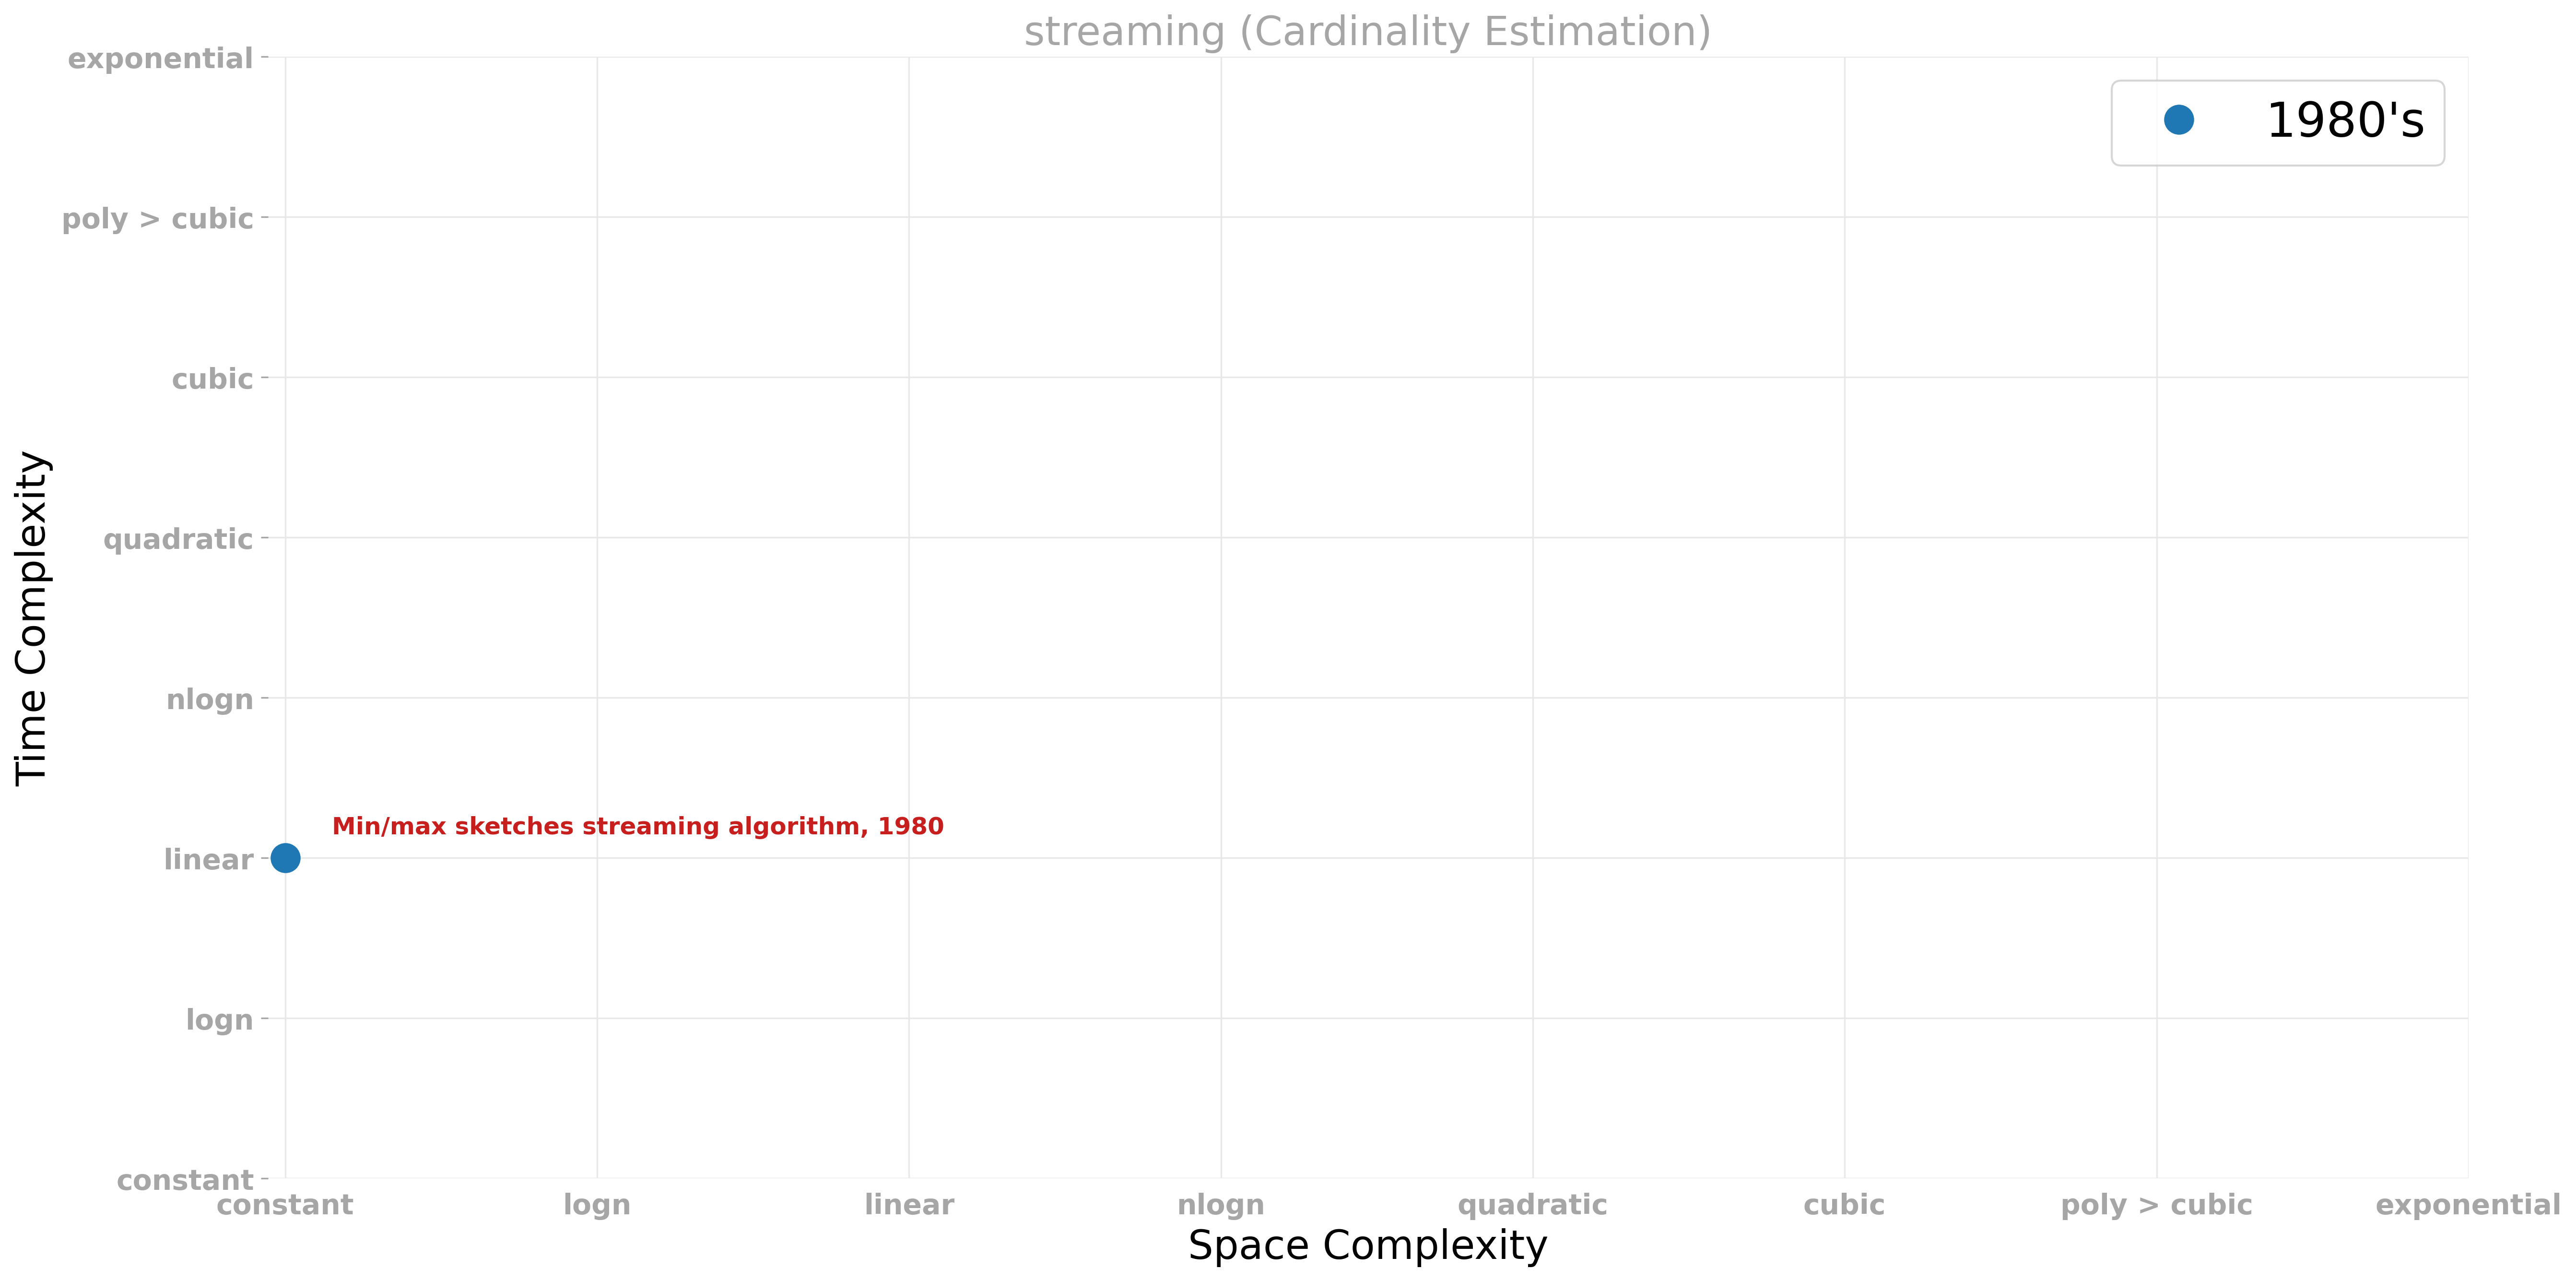 streaming (Cardinality Estimation)
exponential
poly > cubic
cubic
quadratic
nlogn
linear
logn
constant
Time Complexity
1980's
Min/max sketches streaming algorithm, 1980
constant
logn
linear
nlogn
quadratic
cubic
poly > cubic
exponential
Space Complexity